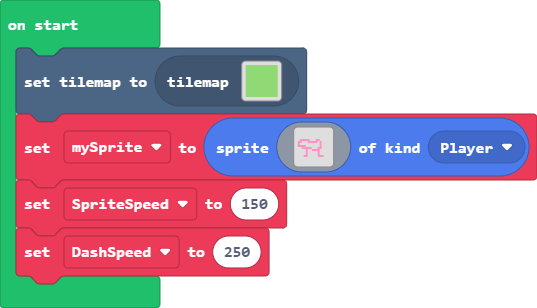 on start
set tilemap to tilemap
set mySprite to sprite of kind Player
set SpriteSpeed to 150
set DashSpeed to 250